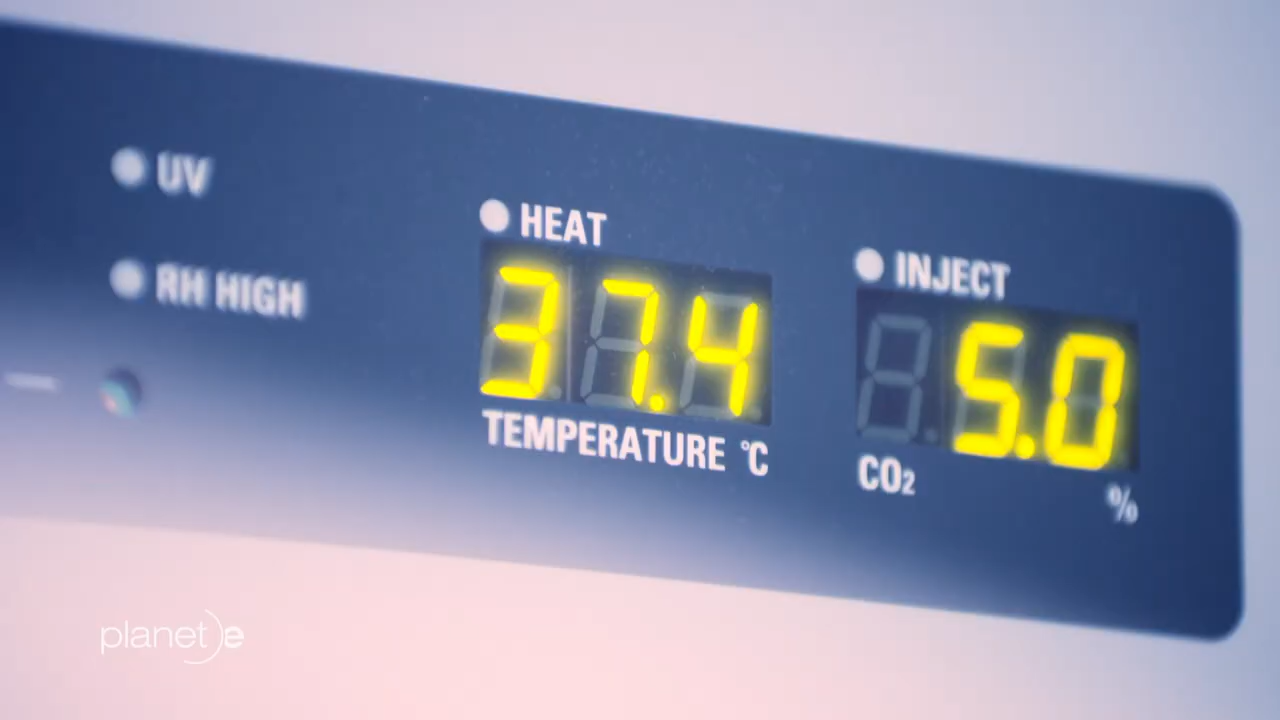 UV
RH HIGH
HEAT
37.4
TEMPERATURE °C
INJECT
5.0
CO₂
%
planet e